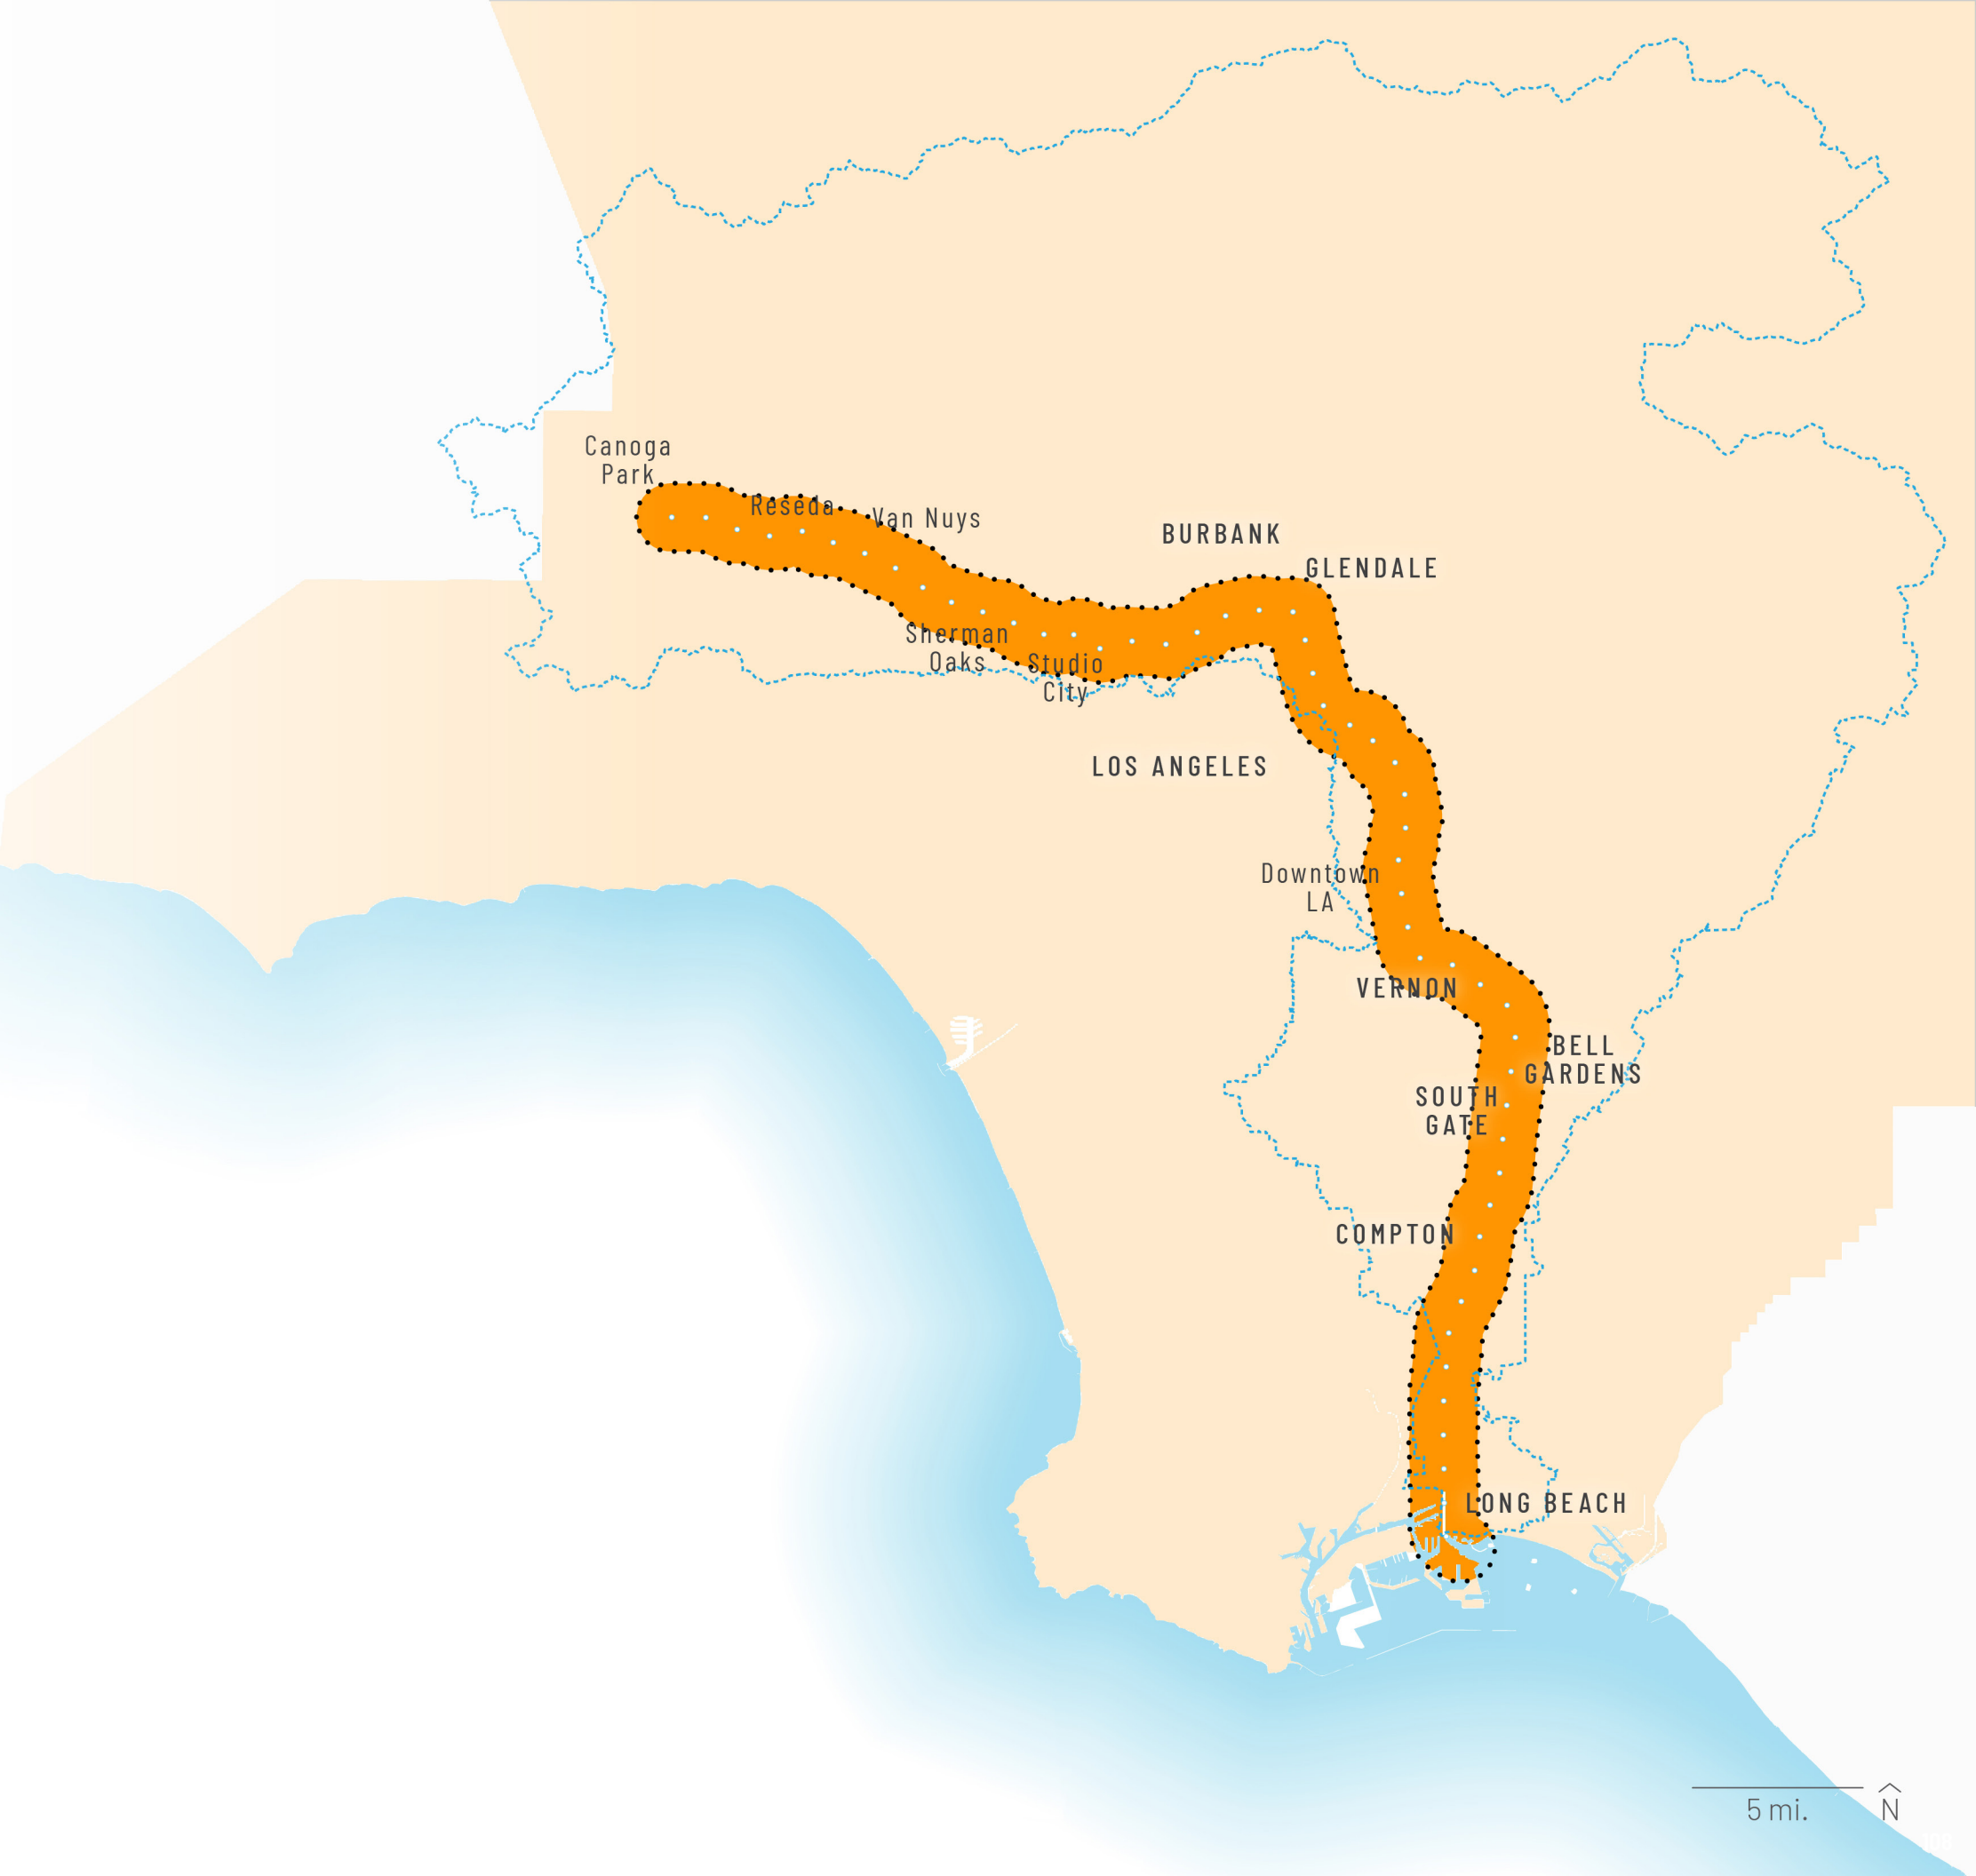 Canoga
Park
Reseda
Van Nuys
BURBANK
GLENDALE
Sherman
Oaks
Studio
City
LOS ANGELES
Downtown
LA
VERNON
BELL
GARDENS
SOUTH
GATE
COMPTON
LONG BEACH
5 mi.
N